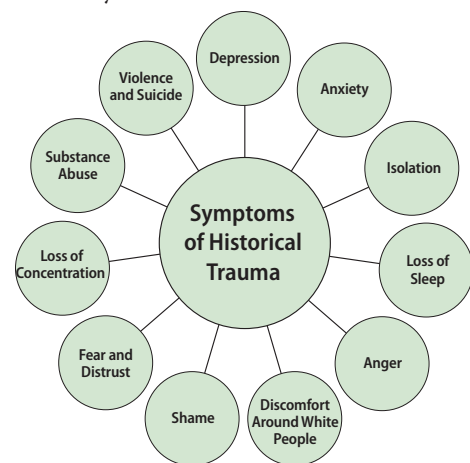 Depression
Anxiety
Isolation
Loss of
Sleep
Anger
Discomfort
Around White
People
Shame
Fear and
Distrust
Loss of
Concentration
Substance
Abuse
Violence
and Suicide
Symptoms
of Historical
Trauma